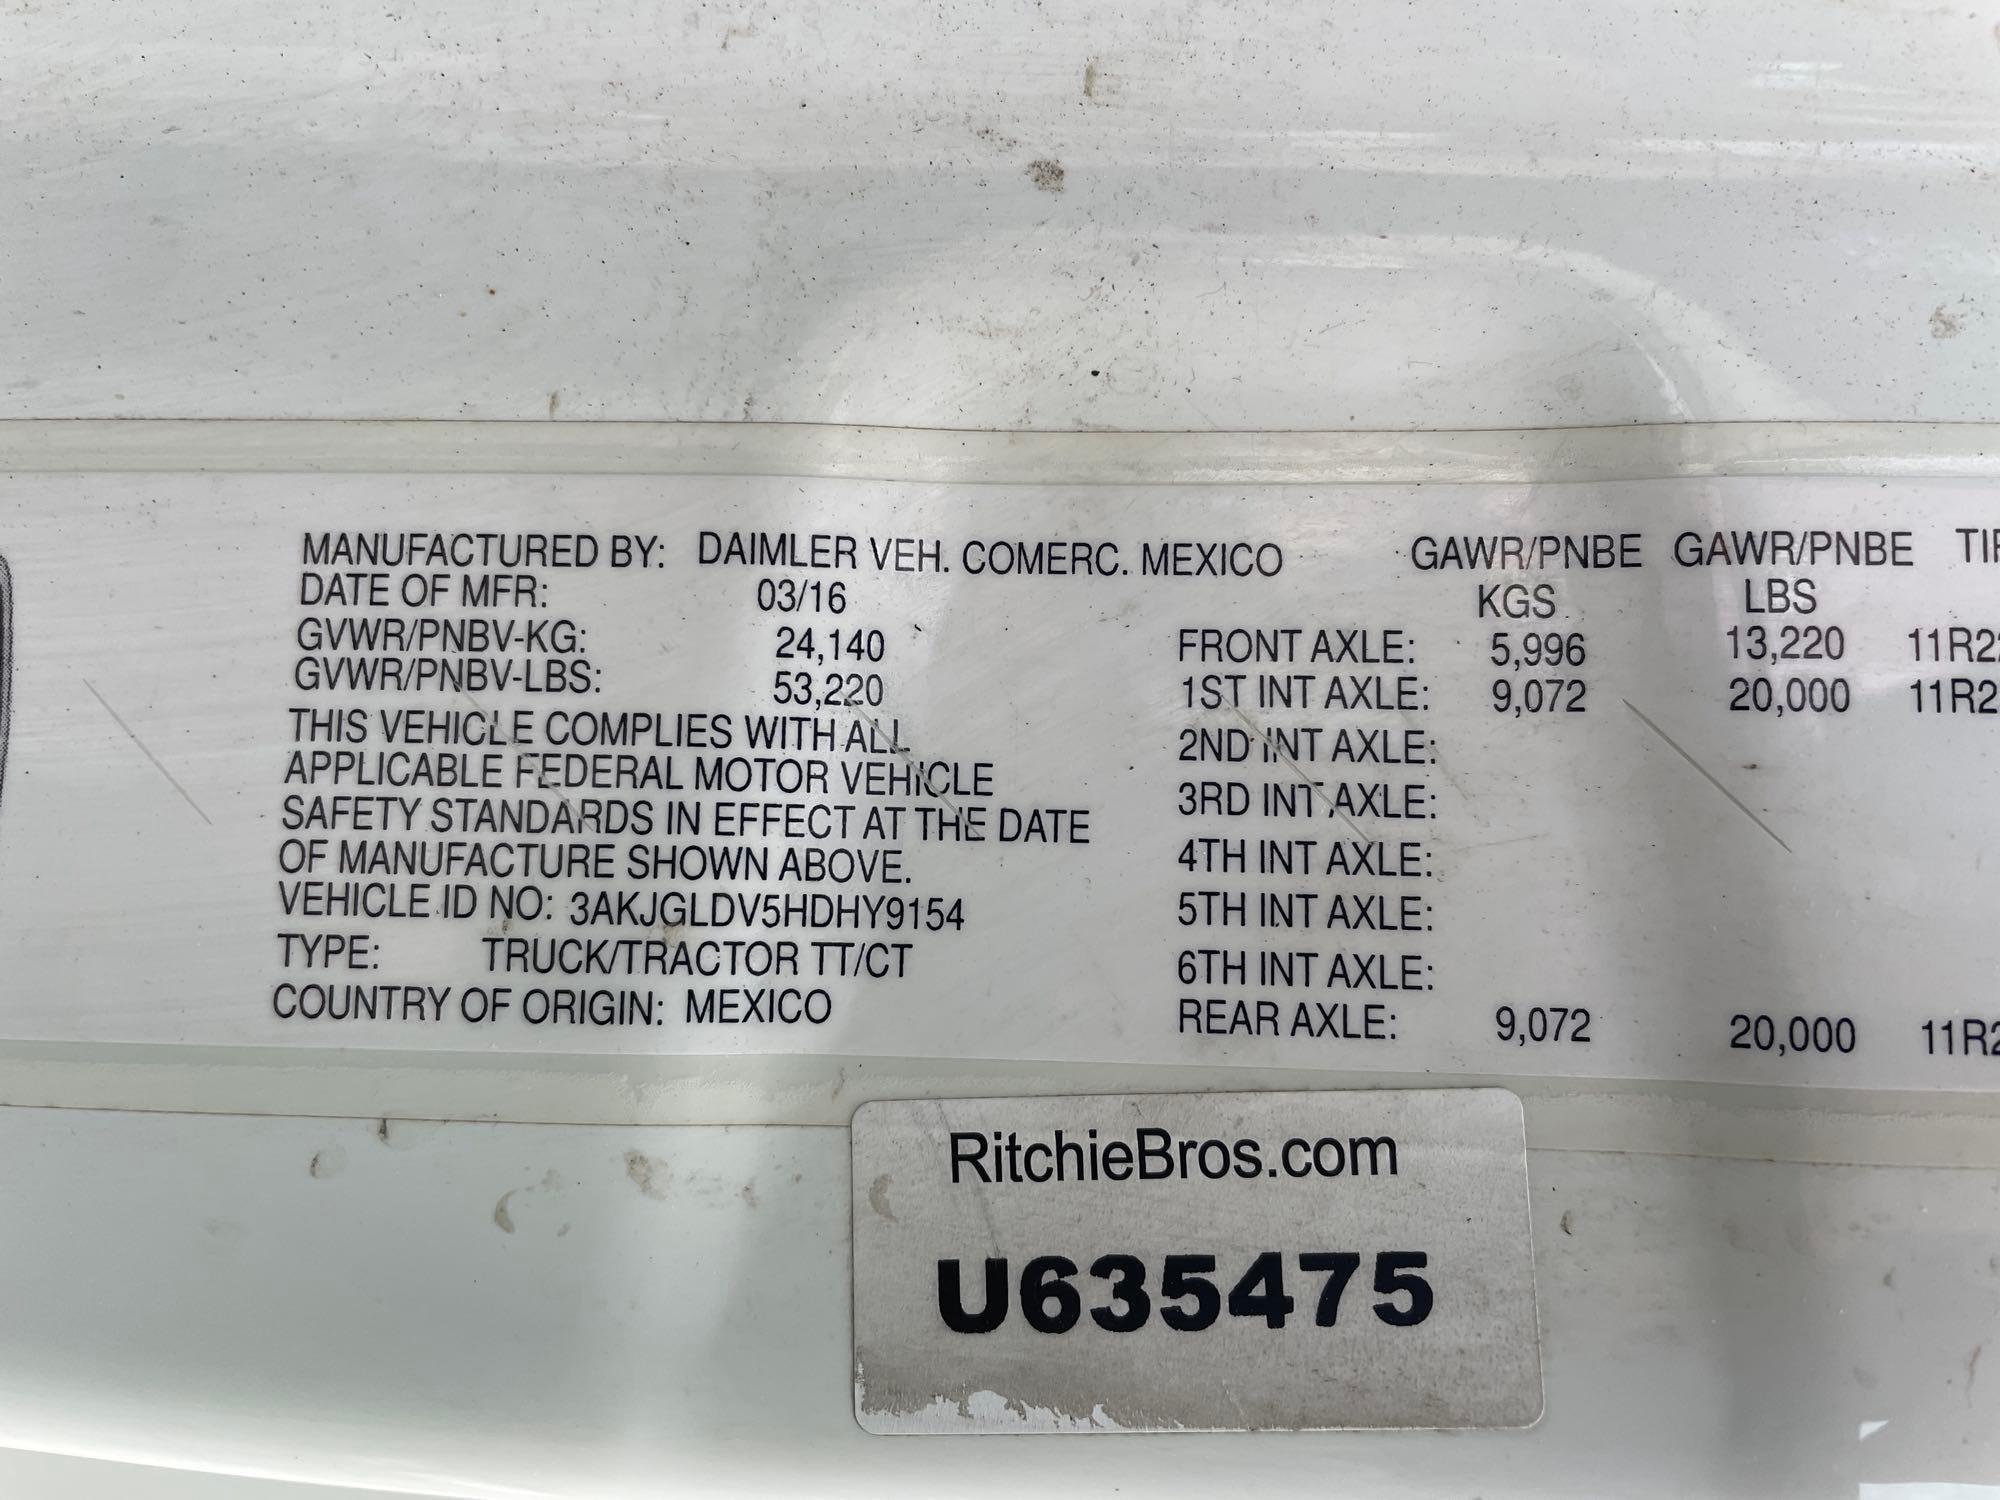 MANUFACTURED BY: DAIMLER VEH. COMERC. MEXICO
DATE OF MFR: 03/16
GVWR/PNBV-KG: 24,140
GVWR/PNBV-LBS: 53,220
THIS VEHICLE COMPLIES WITH ALL
APPLICABLE FEDERAL MOTOR VEHICLE
SAFETY STANDARDS IN EFFECT AT THE DATE
OF MANUFACTURE SHOWN ABOVE.
VEHICLE ID NO: 3AKJGLDV5HDHY9154
TYPE: TRUCK/TRACTOR TT/CT
COUNTRY OF ORIGIN: MEXICO
GAWR/PNBE GAWR/PNBE
KGS LBS
FRONT AXLE: 5,996 13,220
1ST INT AXLE: 9,072 20,000
2ND INT AXLE:
3RD INT AXLE:
4TH INT AXLE:
5TH INT AXLE:
6TH INT AXLE:
REAR AXLE: 9,072 20,000
RitchieBros.com
U635475